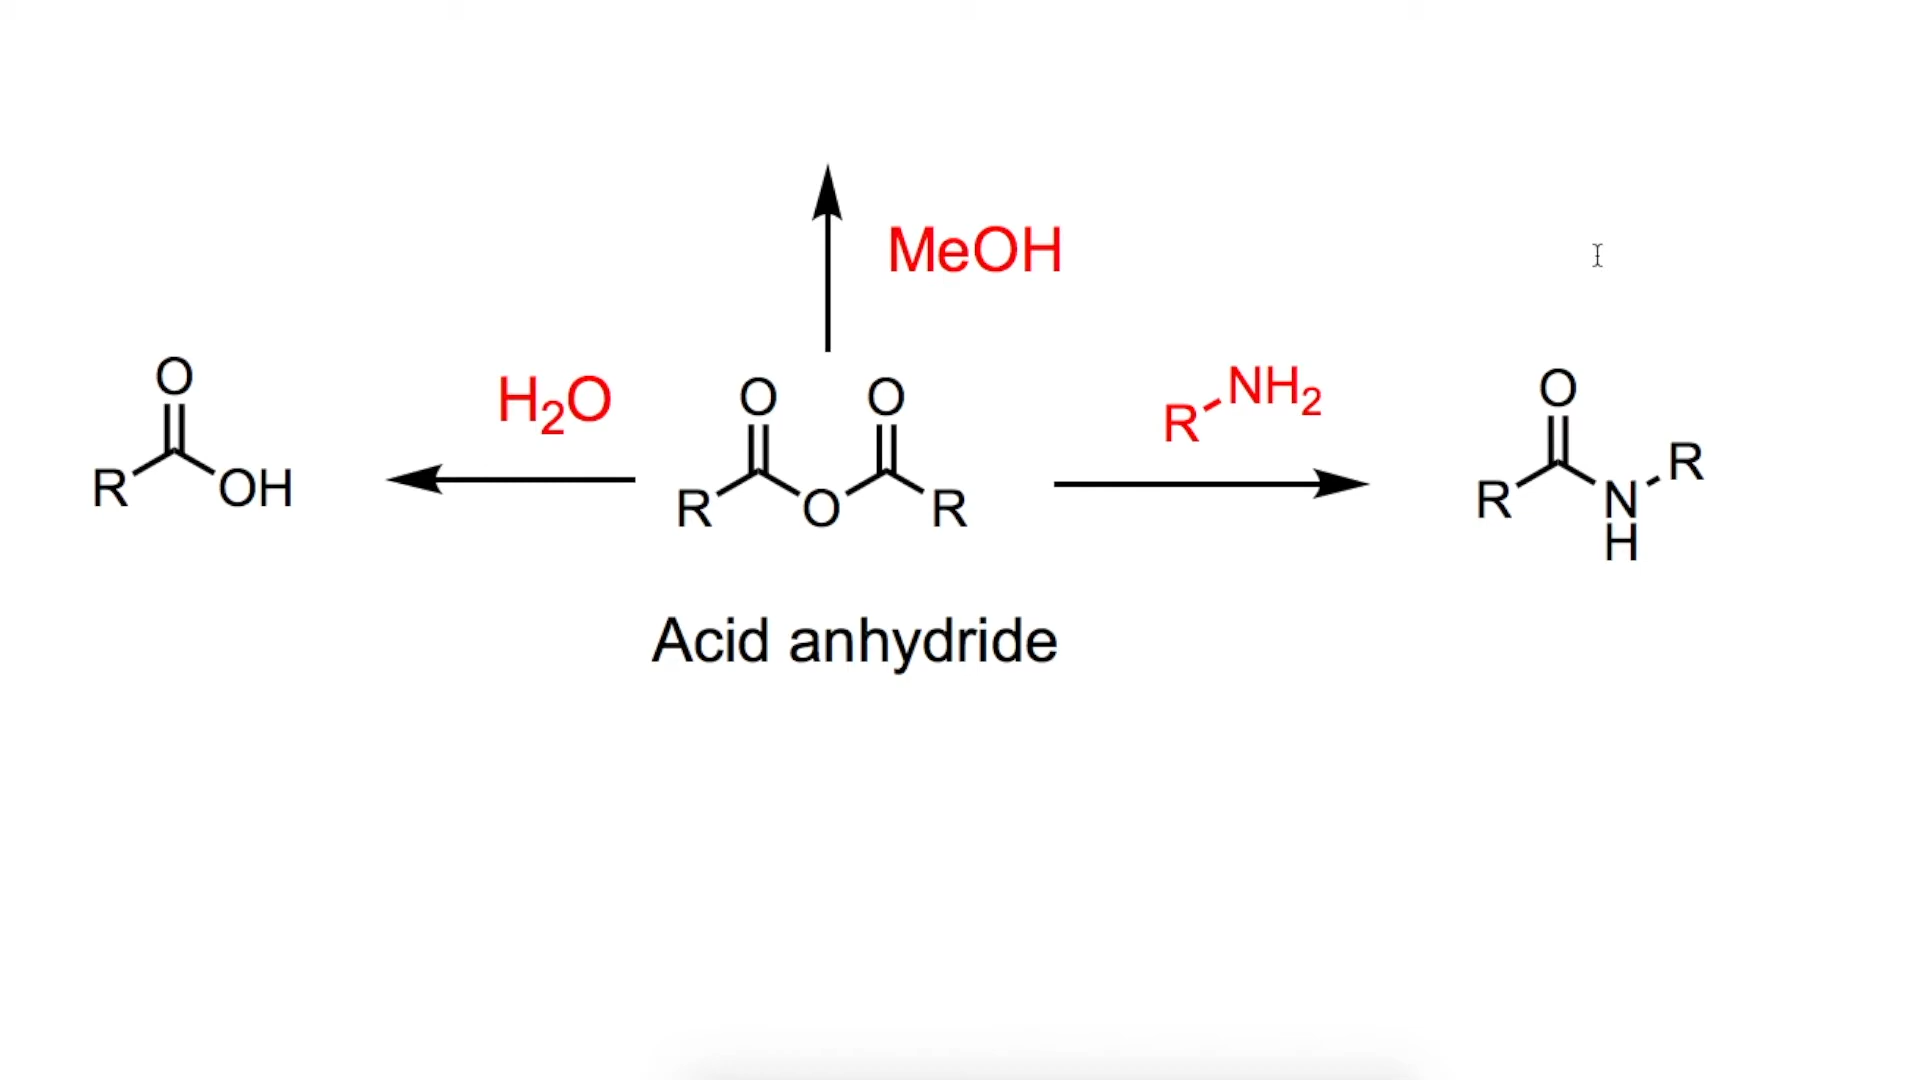 MeOH
O
R OH
H₂O
O O
R O R
R NH₂
O
R N R
H
Acid anhydride